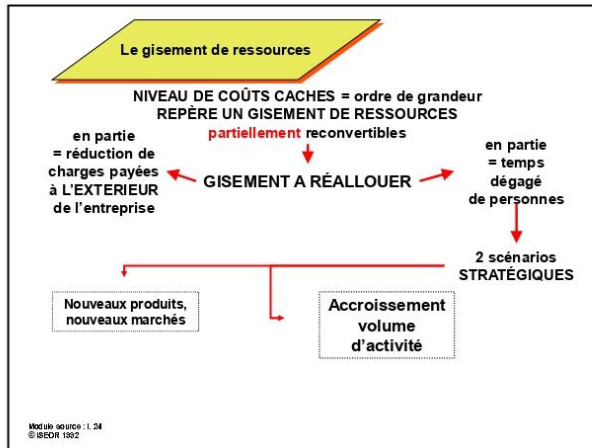 Le gisement de ressources
NIVEAU DE COÛTS CACHES = ordre de grandeur
REPÈRE UN GISEMENT DE RESSOURCES
partiellement reconvertibles
en partie
= réduction de
charges payées
à L'EXTERIEUR
de l'entreprise
GISEMENT A RÉALLOUER
en partie
= temps
dégagé
de personnes
2 scénarios
STRATÉGIQUES
Nouveaux produits,
nouveaux marchés
Accroissement
volume
d'activité
Module source : I. 24
© ISEOR 1992